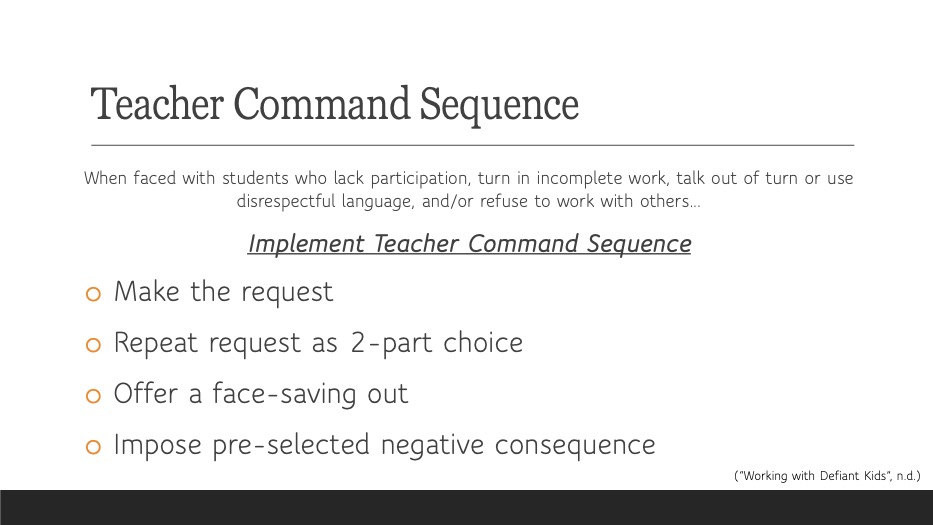 Teacher Command Sequence
When faced with students who lack participation, turn in incomplete work, talk out of turn or use
disrespectful language, and/or refuse to work with others…
Implement Teacher Command Sequence
o Make the request
o Repeat request as 2-part choice
o Offer a face-saving out
o Impose pre-selected negative consequence
("Working with Defiant Kids", n.d.)